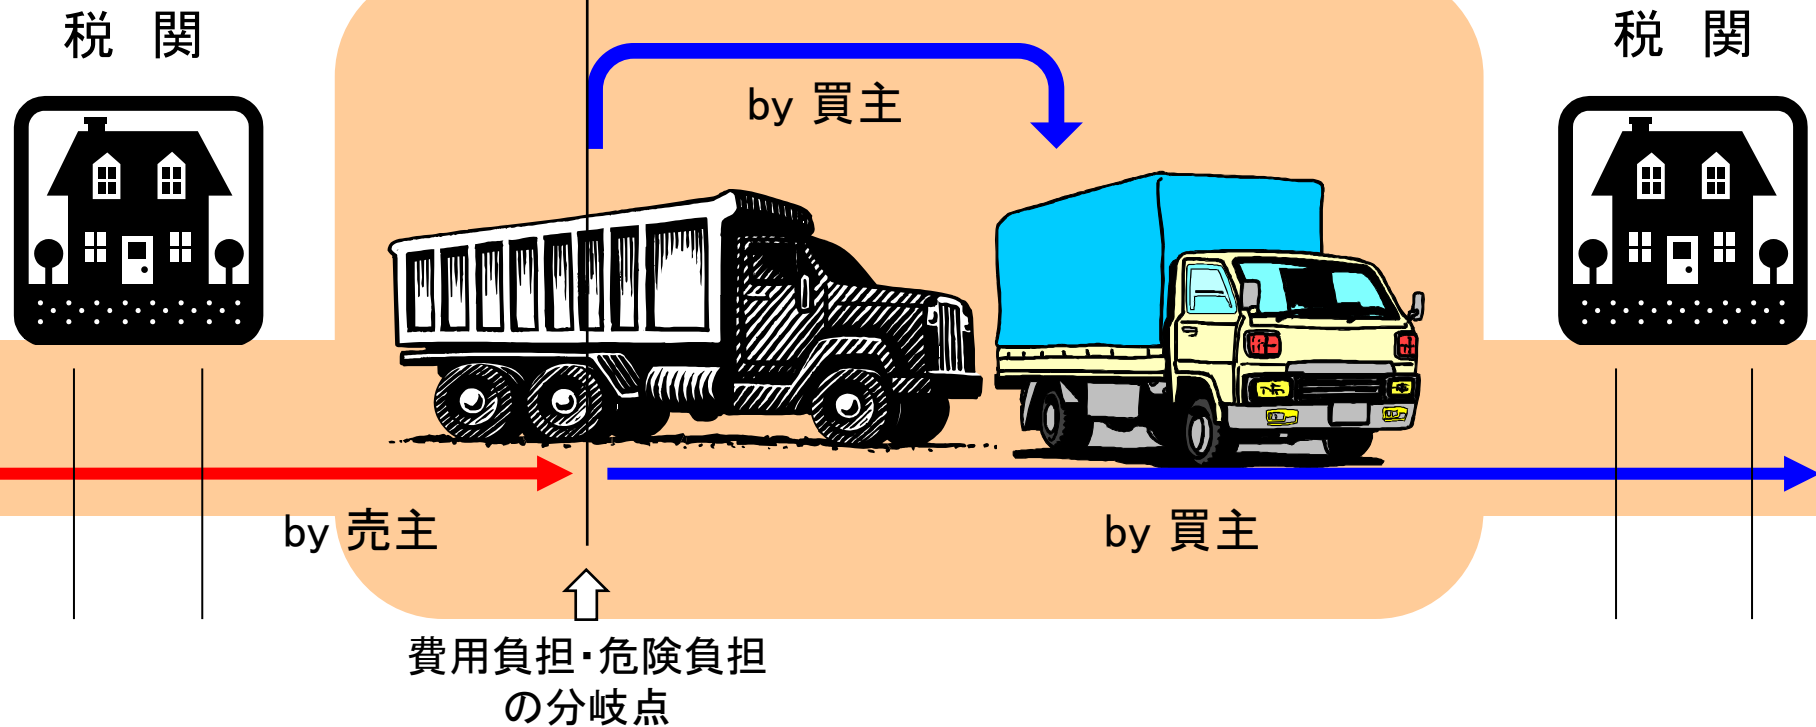 税 関
税 関
by 買主
by 売主
by 買主
費用負担・危険負担
の分岐点